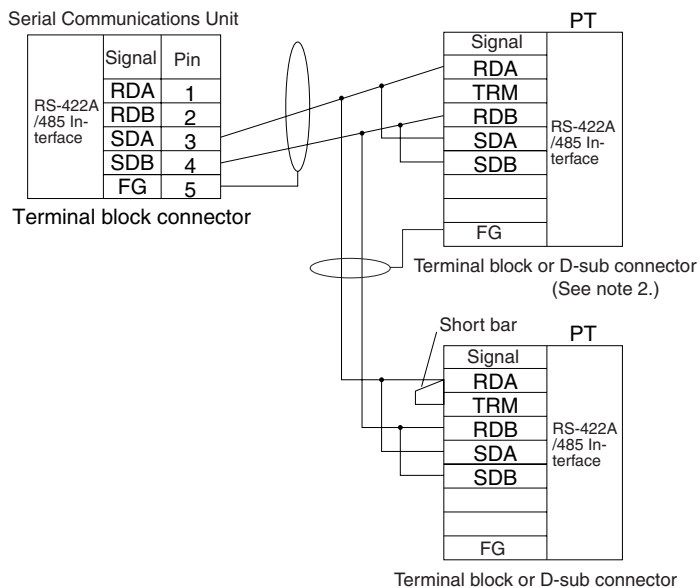 Serial Communications Unit
RS-422A
/485 In-
terface
Signal Pin
RDA 1
RDB 2
SDA 3
SDB 4
FG 5
Terminal block connector
PT
Signal
RDA
TRM
RDB
SDA
SDB
FG
RS-422A
/485 In-
terface
Terminal block or D-sub connector
(See note 2.)
Short bar
PT
Signal
RDA
TRM
RDB
SDA
SDB
FG
RS-422A
/485 In-
terface
Terminal block or D-sub connector